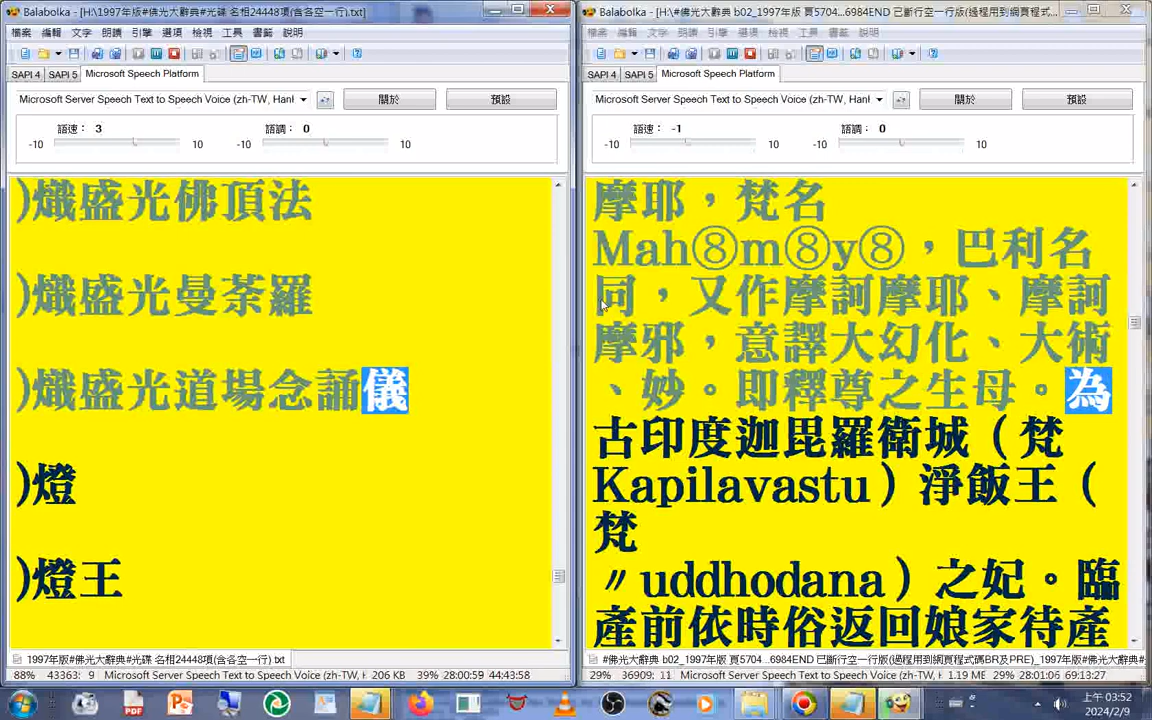 Balabolka - [H:\1997年版#佛光大辭典#光碟 名相24448項(含各空一行).txt]
檔案 編輯 文字 朗讀 引擎 選項 檢視 工具 書籤 說明
SAPI 4 SAPI 5 Microsoft Speech Platform
Microsoft Server Speech Text to Speech Voice (zh-TW, Hanl
關於
預設
語速： 3
語調： 0
-10 10 -10 10
)熾盛光佛頂法
)熾盛光曼荼羅
)熾盛光道場念誦儀
)燈
)燈王
1997年版#佛光大辭典#光碟 名相24448項(含各空一行).txt
88% 43363: 9 Microsoft Server Speech Text to Speech Voice (zh-TW, 206 KB 39% 28:00:59 44:43:58
Balabolka - [H:\#佛光大辭典 b02_1997年版 頁5704...6984END 已斷行空一行版(過程用到網頁程式...
檔案 編輯 文字 朗讀 引擎 選項 檢視 工具 書籤 說明
SAPI 4 SAPI 5 Microsoft Speech Platform
Microsoft Server Speech Text to Speech Voice (zh-TW, Hanl
關於
預設
語速： -1
語調： 0
-10 10 -10 10
摩耶，梵名
Mah⑧m⑧y⑧，巴利名
同，又作摩訶摩耶、摩訶
摩邪，意譯大幻化、大術
、妙。即釋尊之生母。為
古印度迦毘羅衛城（梵
Kapilavastu）淨飯王（
梵
〃uddhodana）之妃。臨
產前依時俗返回娘家待產
#佛光大辭典 b02_1997年版 頁5704...6984END 已斷行空一行版(過程用到網頁程式碼BR及PRE)_1997年版#
29% 36909: 11 Microsoft Server Speech Text to Speech Voice (zh-TW, 1.19 ME 29% 28:01:06 69:13:27
上午 03:52
2024/2/9